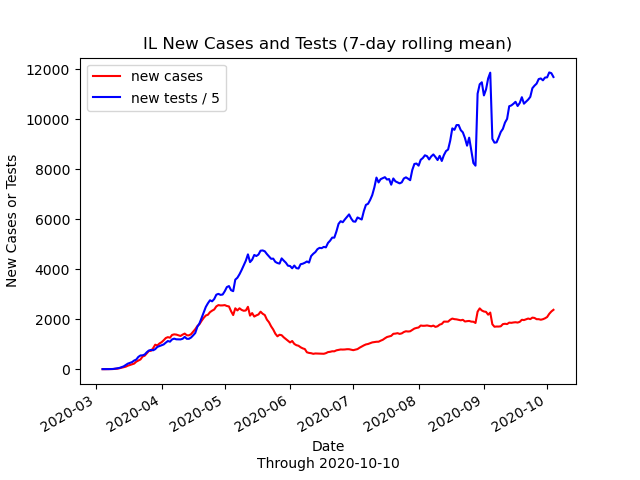 IL New Cases and Tests (7-day rolling mean)
new cases
new tests / 5
New Cases or Tests
12000
10000
8000
6000
4000
2000
0
2020-03
2020-04
2020-05
2020-06
2020-07
2020-08
2020-09
2020-10
Date
Through 2020-10-10